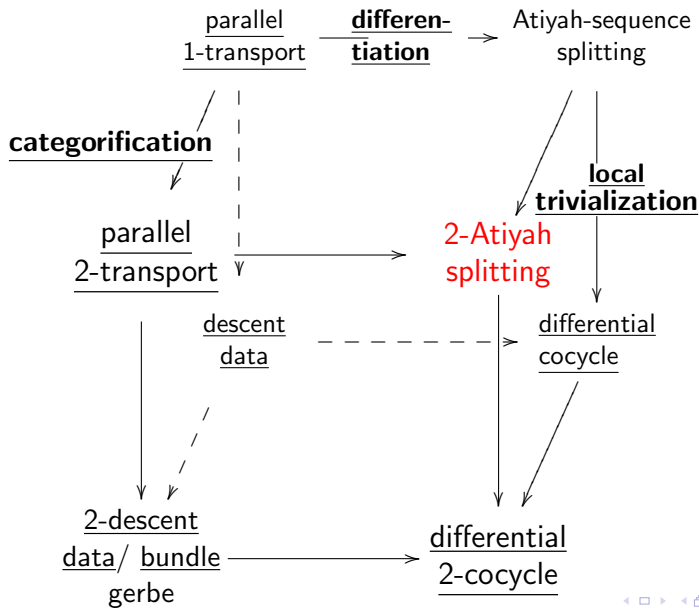 parallel
1-transport
differen-
tiation
Atiyah-sequence
splitting
categorification
local
trivialization
parallel
2-transport
2-Atiyah
splitting
descent
data
differential
cocycle
2-descent
data/ bundle
gerbe
differential
2-cocycle